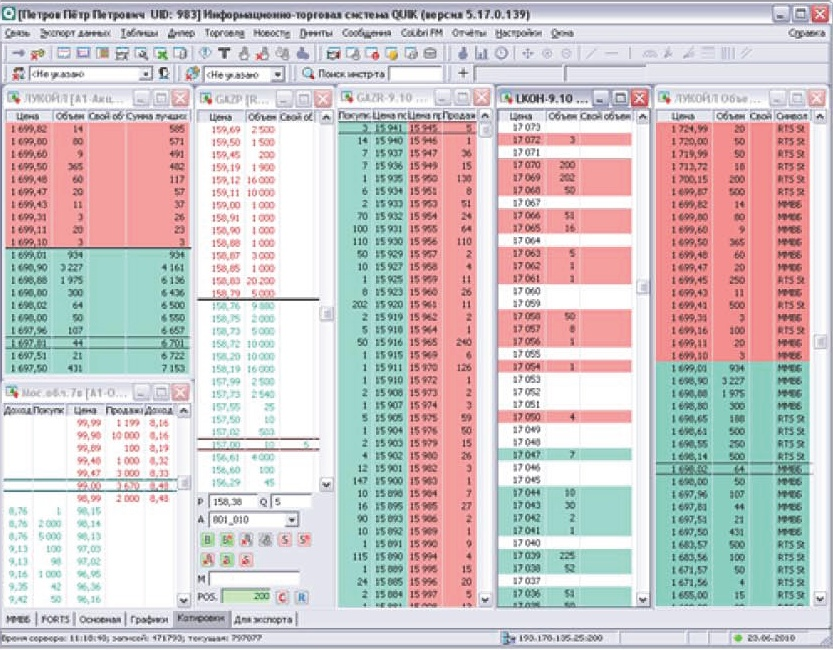 [Петров Пётр Петрович UID: 983] Информационно-торговая система QUIK (версия 5.17.0.139)
Связь Экспорт данных Таблицы Дилер Торговля Новости Лимиты Сообщения CoLibri FM Отчёты Настройки Окна Справка
<Не указано> <Не указано> Поиск инстр-та
ЛУКОЙЛ [А1-Акц...
Цена Объем Свой об Сумма лучших
1 699,82 14 585
1 699,80 80 571
1 699,60 9 491
1 699,50 365 482
1 699,48 60 117
1 699,47 20 57
1 699,43 11 37
1 699,31 3 26
1 699,11 20 23
1 699,10 3 3
1 699,01 934 934
1 698,90 3 227 4 161
1 698,88 1 975 6 136
1 698,80 300 6 436
1 698,02 64 6 500
1 698,00 50 6 550
1 697,96 107 6 657
1 697,81 44 6 701
1 697,51 21 6 722
1 697,50 431 7 153
Мос.обл.7в [А1-О...
Доход Покупк Цена Продажа Доход
99,99 1 199 8,16
99,98 10 000 8,16
99,89 100 8,19
99,48 1 000 8,32
99,47 3 000 8,33
99,00 3 670 8,48
98,99 2 000 8,48
8,76 1 98,15
8,76 2 000 98,14
8,76 5 000 98,13
9,13 100 97,03
9,13 98 97,02
9,16 1 000 96,95
9,35 42 96,36
9,42 50 96,16
GAZP [R...
Цена Объем Свой об
159,69 2 500
159,50 1 500
159,45 200
159,19 1 900
159,12 16 000
159,11 10 000
159,00 1 000
158,91 1 000
158,90 1 000
158,88 1 000
158,87 3 000
158,85 1 000
158,83 20 200
158,79 5 000
158,76 9 880
158,75 2 000
158,73 5 000
158,72 10 000
158,20 10 000
158,19 16 000
157,99 2 500
157,73 2 540
157,55 25
157,50 10
157,02 503
157,00 10 5
156,61 4 000
156,60 100
156,29 45
P 158,38 Q 5
A 801_010
M
POS. 200 C R
GAZR-9.10 ...
Покупк Цена по Цена пр Продаж
3 15 941 15 945 5
14 15 940 15 946 1
7 15 937 15 947 36
7 15 936 15 949 15
1 15 935 15 950 138
6 15 934 15 951 8
2 15 933 15 953 51
70 15 932 15 954 24
100 15 931 15 955 64
110 15 930 15 956 110
50 15 929 15 957 2
10 15 927 15 958 4
1 15 925 15 959 11
8 15 923 15 960 26
202 15 920 15 961 11
2 15 919 15 962 2
5 15 918 15 964 1
50 15 916 15 965 240
1 15 915 15 969 6
1 15 911 15 970 126
1 15 910 15 972 1
2 15 908 15 973 2
1 15 907 15 974 3
5 15 905 15 975 59
1 15 904 15 976 50
2 15 903 15 979 15
4 15 902 15 980 26
12 15 901 15 982 3
147 15 900 15 983 1
10 15 898 15 984 7
16 15 895 15 985 27
90 15 893 15 986 2
10 15 892 15 989 1
1 15 891 15 990 9
115 15 890 15 994 4
1 15 889 15 995 15
24 15 885 15 996 20
2 15 884 15 997 5
LKOH-9.10 ...
Цена Объем Свой объем
17 073
17 072 3
17 071
17 070 200
17 069 202
17 068 50
17 067
17 066 51
17 065 16
17 064
17 063 5
17 062 1
17 061 1
17 060
17 059
17 058 50
17 057 8
17 056 1
17 055
17 054 1
17 053
17 052
17 051
17 050 4
17 049
17 048
17 047 7
17 046
17 045
17 044 10
17 043 30
17 042 2
17 041 1
17 040
17 039 225
17 038 52
17 037
17 036 51
17 035 50
ЛУКОЙЛ Объе...
Цена Объем Свой Символ
1 724,99 20 RTS St
1 720,00 50 RTS St
1 719,99 50 RTS St
1 713,72 18 RTS St
1 700,15 200 RTS St
1 699,87 500 RTS St
1 699,82 14 ММВБ
1 699,80 80 ММВБ
1 699,60 9 ММВБ
1 699,50 365 ММВБ
1 699,48 60 ММВБ
1 699,47 20 ММВБ
1 699,45 250 RTS St
1 699,43 11 ММВБ
1 699,41 500 RTS St
1 699,31 3 ММВБ
1 699,16 100 RTS St
1 699,11 20 ММВБ
1 699,10 3 ММВБ
1 699,01 934 ММВБ
1 698,90 3 227 ММВБ
1 698,88 1 975 ММВБ
1 698,80 300 ММВБ
1 698,65 188 RTS St
1 698,61 500 RTS St
1 698,55 250 RTS St
1 698,14 500 RTS St
1 698,02 64 ММВБ
1 698,00 50 ММВБ
1 697,96 107 ММВБ
1 697,81 44 ММВБ
1 697,51 21 ММВБ
1 697,50 431 ММВБ
1 683,57 500 RTS St
1 683,56 100 RTS St
1 671,57 50 RTS St
1 671,56 4 RTS St
1 655,00 15 RTS St
ММВБ FORTS Основная Графики Котировки Для экспорта
Время сервера: 11:18:48; записей: 471790; текущая: 797077 193.178.135.25:200 23.06.2010